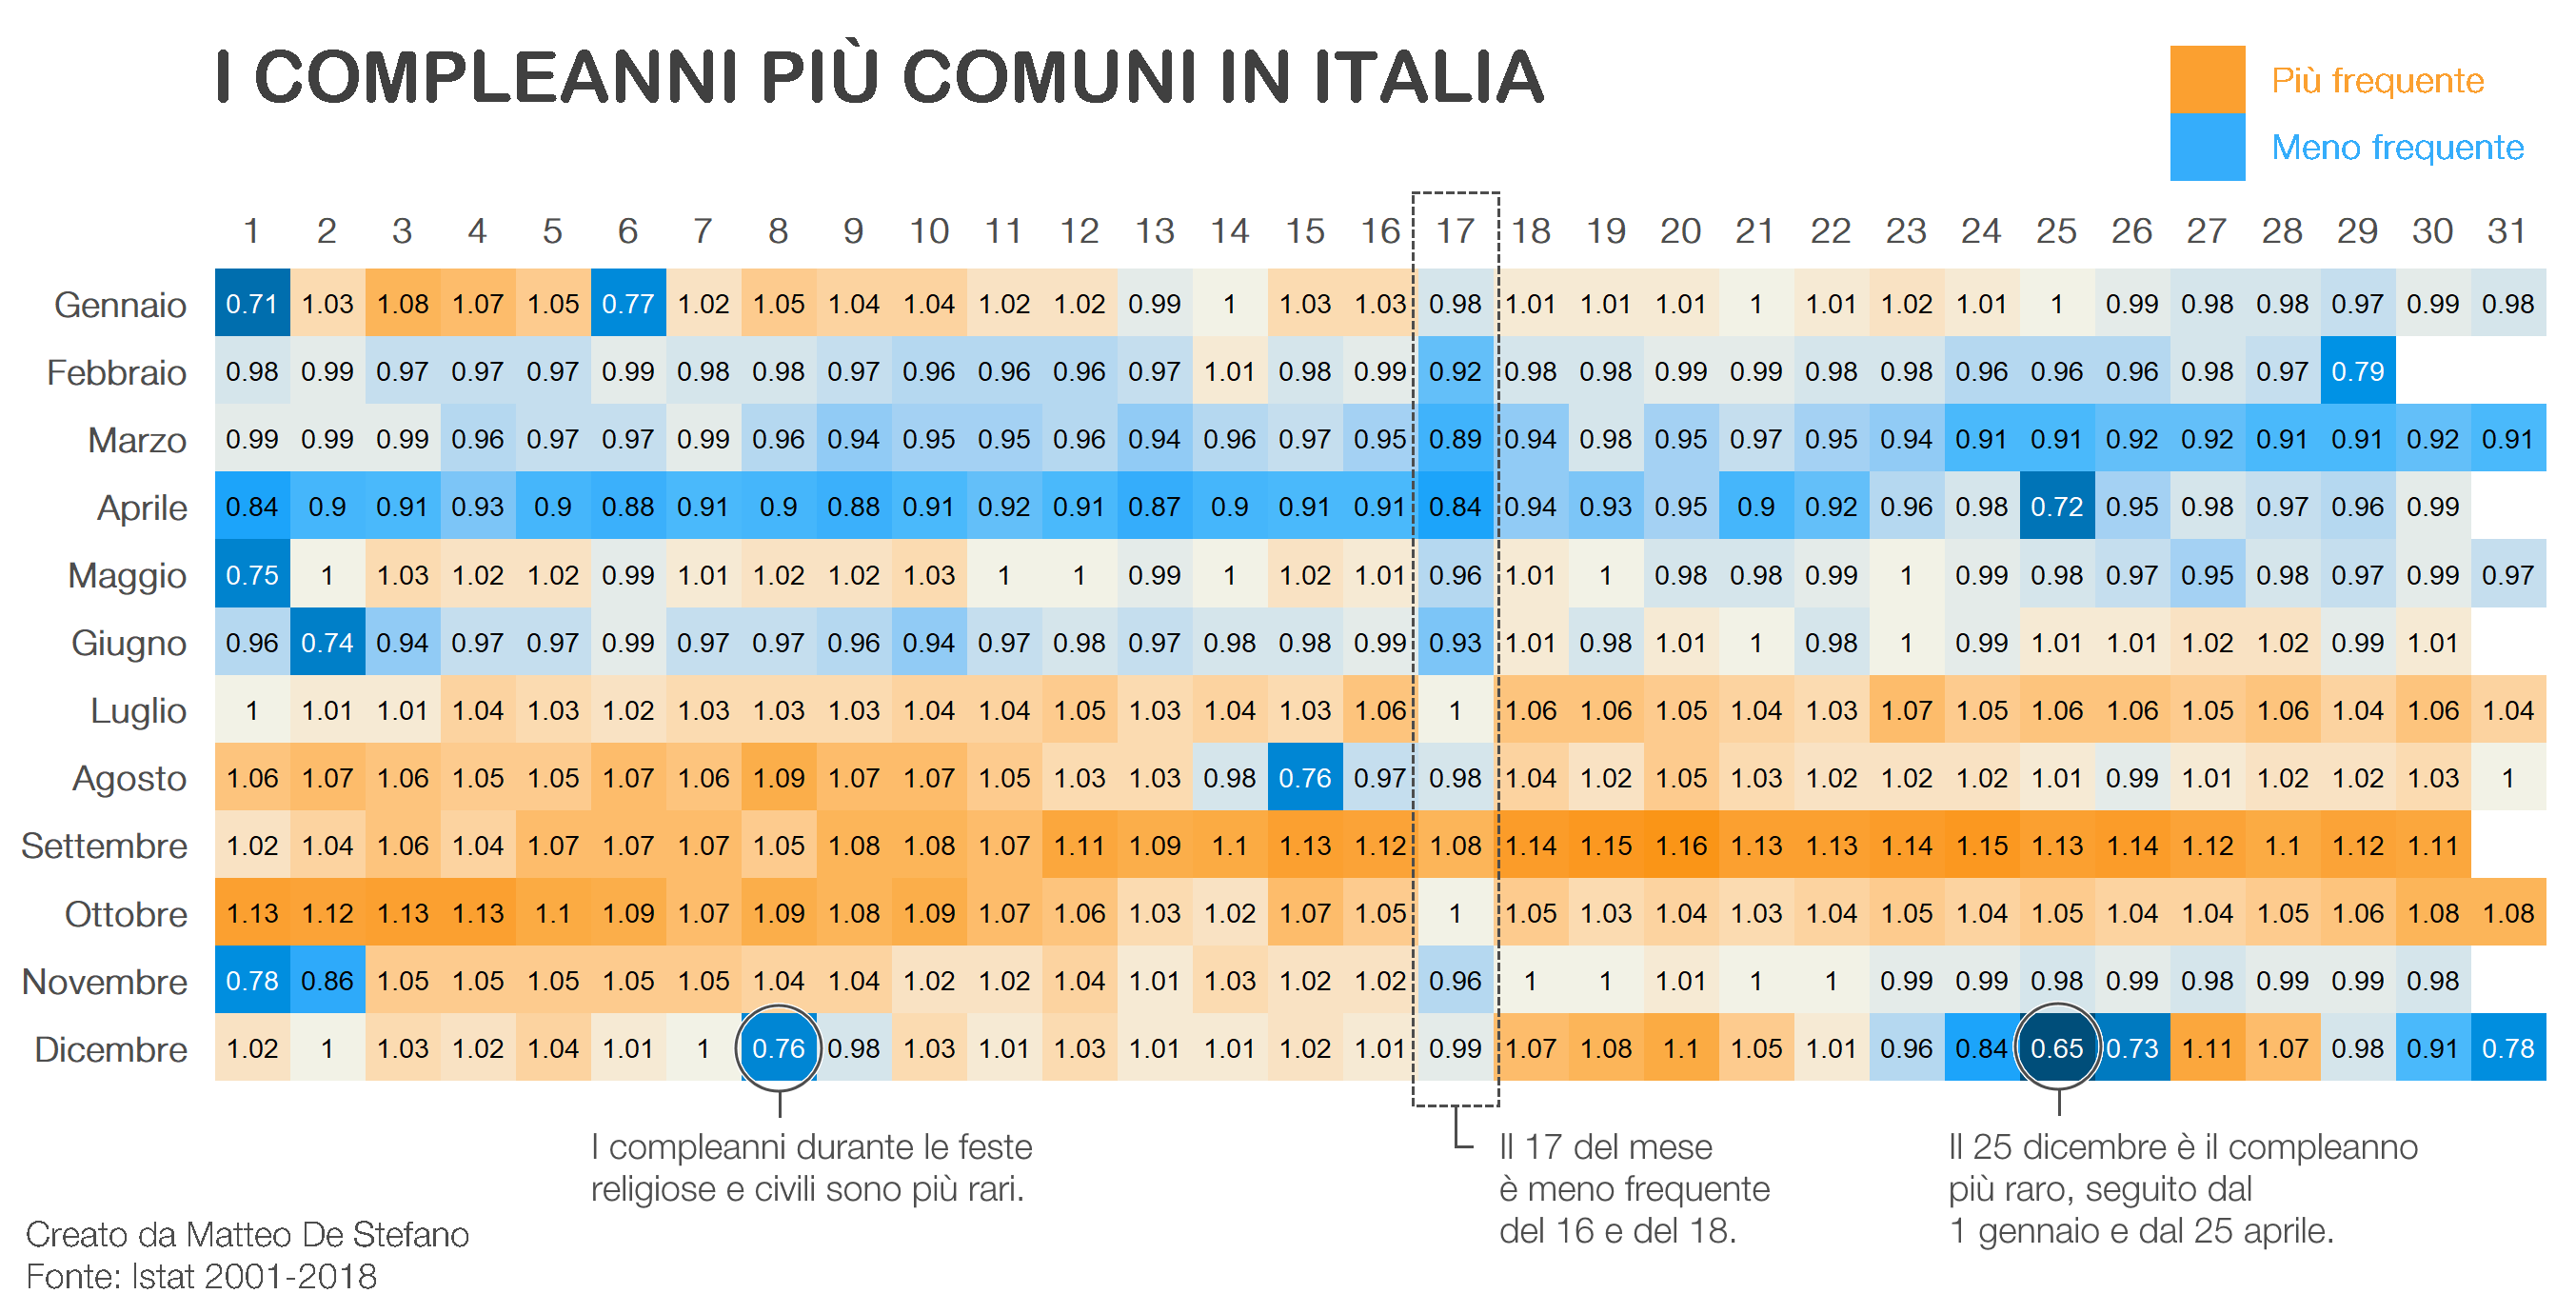 I COMPLEANNI PIÙ COMUNI IN ITALIA
Più frequente
Meno frequente
1 2 3 4 5 6 7 8 9 10 11 12 13 14 15 16 17 18 19 20 21 22 23 24 25 26 27 28 29 30 31
Gennaio 0.71 1.03 1.08 1.07 1.05 0.77 1.02 1.05 1.04 1.04 1.02 1.02 0.99 1 1.03 1.03 0.98 1.01 1.01 1.01 1 1.01 1.02 1.01 1 0.99 0.98 0.98 0.97 0.99 0.98
Febbraio 0.98 0.99 0.97 0.97 0.97 0.99 0.98 0.98 0.97 0.96 0.96 0.96 0.97 1.01 0.98 0.99 0.92 0.98 0.98 0.99 0.99 0.98 0.98 0.96 0.96 0.96 0.98 0.97 0.79
Marzo 0.99 0.99 0.99 0.96 0.97 0.97 0.99 0.96 0.94 0.95 0.95 0.96 0.94 0.96 0.97 0.95 0.89 0.94 0.98 0.95 0.97 0.95 0.94 0.91 0.91 0.92 0.92 0.91 0.91 0.92 0.91
Aprile 0.84 0.9 0.91 0.93 0.9 0.88 0.91 0.9 0.88 0.91 0.92 0.91 0.87 0.9 0.91 0.91 0.84 0.94 0.93 0.95 0.9 0.92 0.96 0.98 0.72 0.95 0.98 0.97 0.96 0.99
Maggio 0.75 1 1.03 1.02 1.02 0.99 1.01 1.02 1.02 1.03 1 1 0.99 1 1.02 1.01 0.96 1.01 1 0.98 0.98 0.99 1 0.99 0.98 0.97 0.95 0.98 0.97 0.99 0.97
Giugno 0.96 0.74 0.94 0.97 0.97 0.99 0.97 0.97 0.96 0.94 0.97 0.98 0.97 0.98 0.98 0.99 0.93 1.01 0.98 1.01 1 0.98 1 0.99 1.01 1.01 1.02 1.02 0.99 1.01
Luglio 1 1.01 1.01 1.04 1.03 1.02 1.03 1.03 1.03 1.04 1.04 1.05 1.03 1.04 1.03 1.06 1 1.06 1.06 1.05 1.04 1.03 1.07 1.05 1.06 1.06 1.05 1.06 1.04 1.06 1.04
Agosto 1.06 1.07 1.06 1.05 1.05 1.07 1.06 1.09 1.07 1.07 1.05 1.03 1.03 0.98 0.76 0.97 0.98 1.04 1.02 1.05 1.03 1.02 1.02 1.02 1.01 0.99 1.01 1.02 1.02 1.03 1
Settembre 1.02 1.04 1.06 1.04 1.07 1.07 1.07 1.05 1.08 1.08 1.07 1.11 1.09 1.1 1.13 1.12 1.08 1.14 1.15 1.16 1.13 1.13 1.14 1.15 1.13 1.14 1.12 1.1 1.12 1.11
Ottobre 1.13 1.12 1.13 1.13 1.1 1.09 1.07 1.09 1.08 1.09 1.07 1.06 1.03 1.02 1.07 1.05 1 1.05 1.03 1.04 1.03 1.04 1.05 1.04 1.05 1.04 1.04 1.05 1.06 1.08 1.08
Novembre 0.78 0.86 1.05 1.05 1.05 1.05 1.05 1.04 1.04 1.02 1.02 1.04 1.01 1.03 1.02 1.02 0.96 1 1 1.01 1 1 0.99 0.99 0.98 0.99 0.98 0.99 0.99 0.98
Dicembre 1.02 1 1.03 1.02 1.04 1.01 1 0.76 0.98 1.03 1.01 1.03 1.01 1.01 1.02 1.01 0.99 1.07 1.08 1.1 1.05 1.01 0.96 0.84 0.65 0.73 1.11 1.07 0.98 0.91 0.78
I compleanni durante le feste
religiose e civili sono più rari.
Il 17 del mese
è meno frequente
del 16 e del 18.
Il 25 dicembre è il compleanno
più raro, seguito dal
1 gennaio e dal 25 aprile.
Creato da Matteo De Stefano
Fonte: Istat 2001-2018